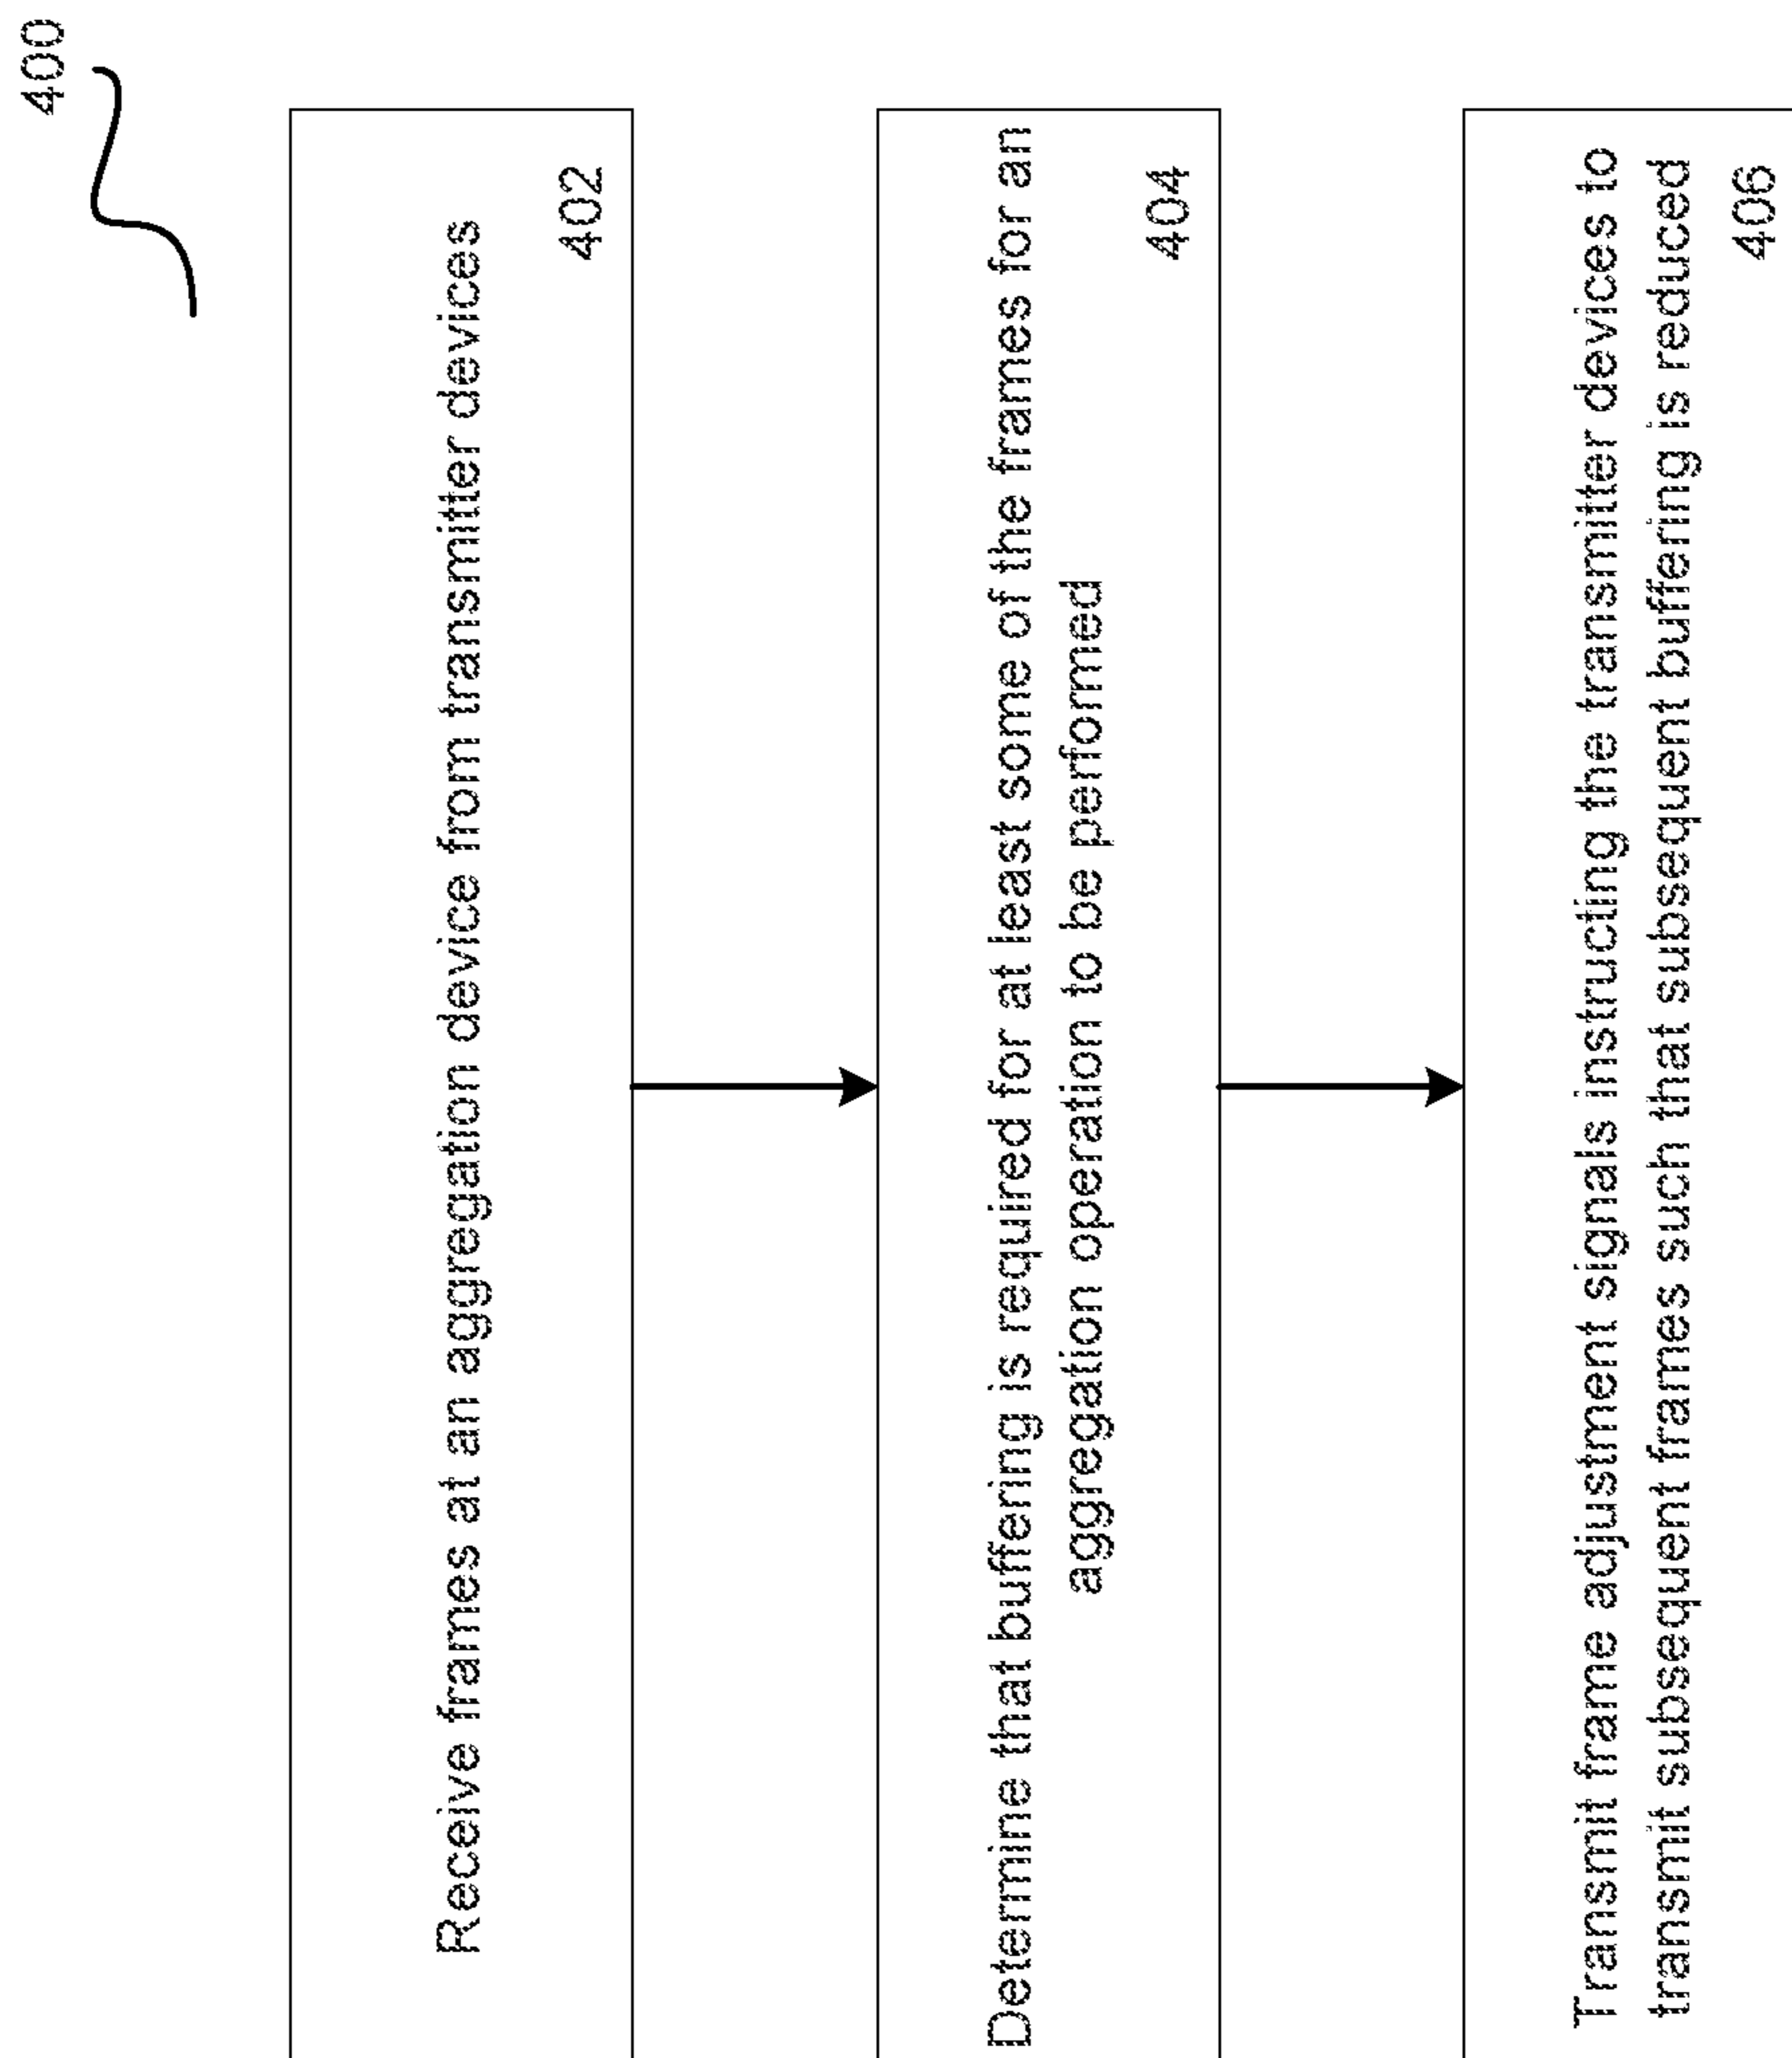 400
Receive frames at an aggregation device from transmitter devices
402
Determine that buffering is required for at least some of the frames for an
aggregation operation to be performed
404
Transmit frame adjustment signals instructing the transmitter devices to
transmit subsequent frames such that subsequent buffering is reduced
406